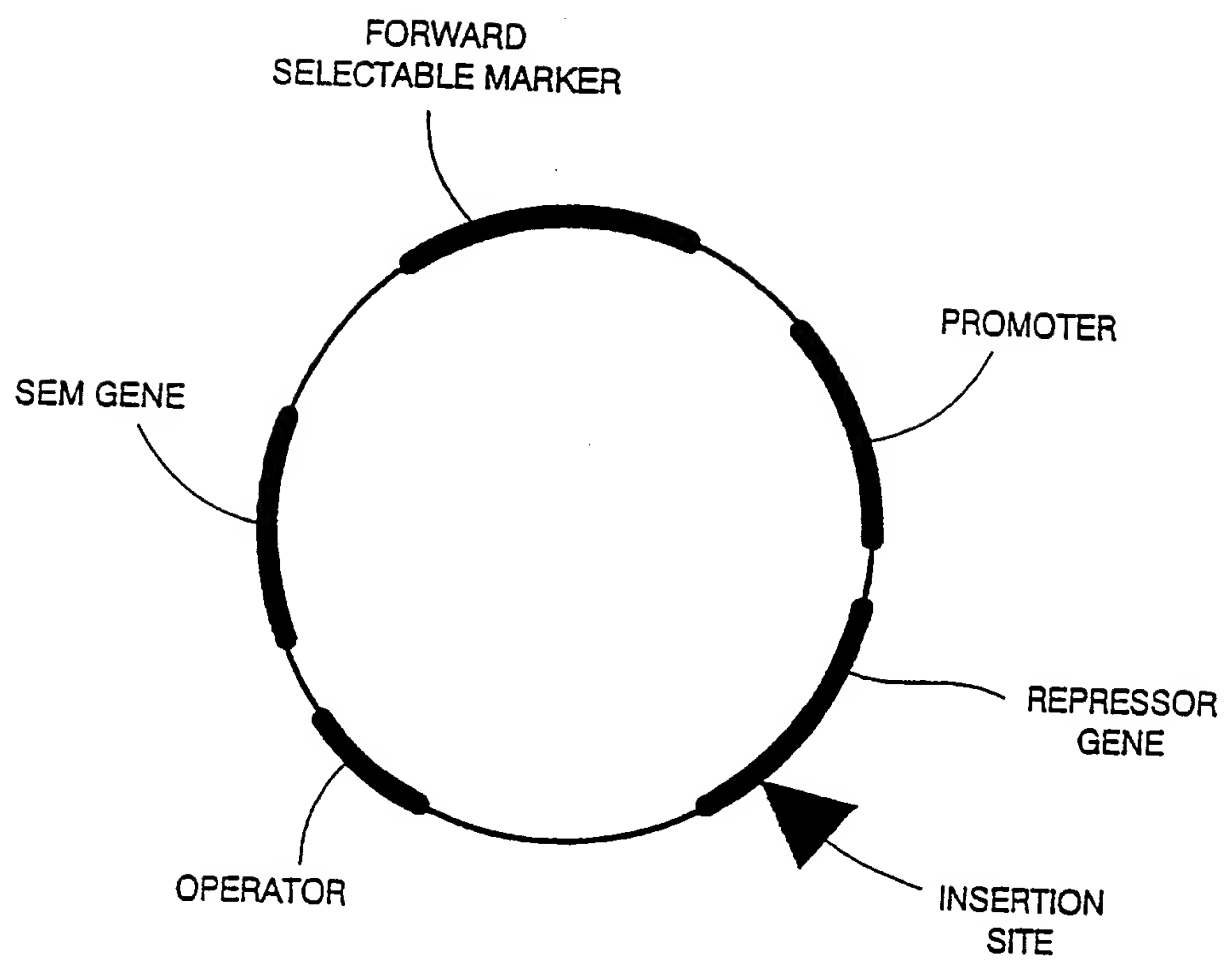 FORWARD
SELECTABLE MARKER
PROMOTER
SEM GENE
REPRESSOR
GENE
OPERATOR
INSERTION
SITE